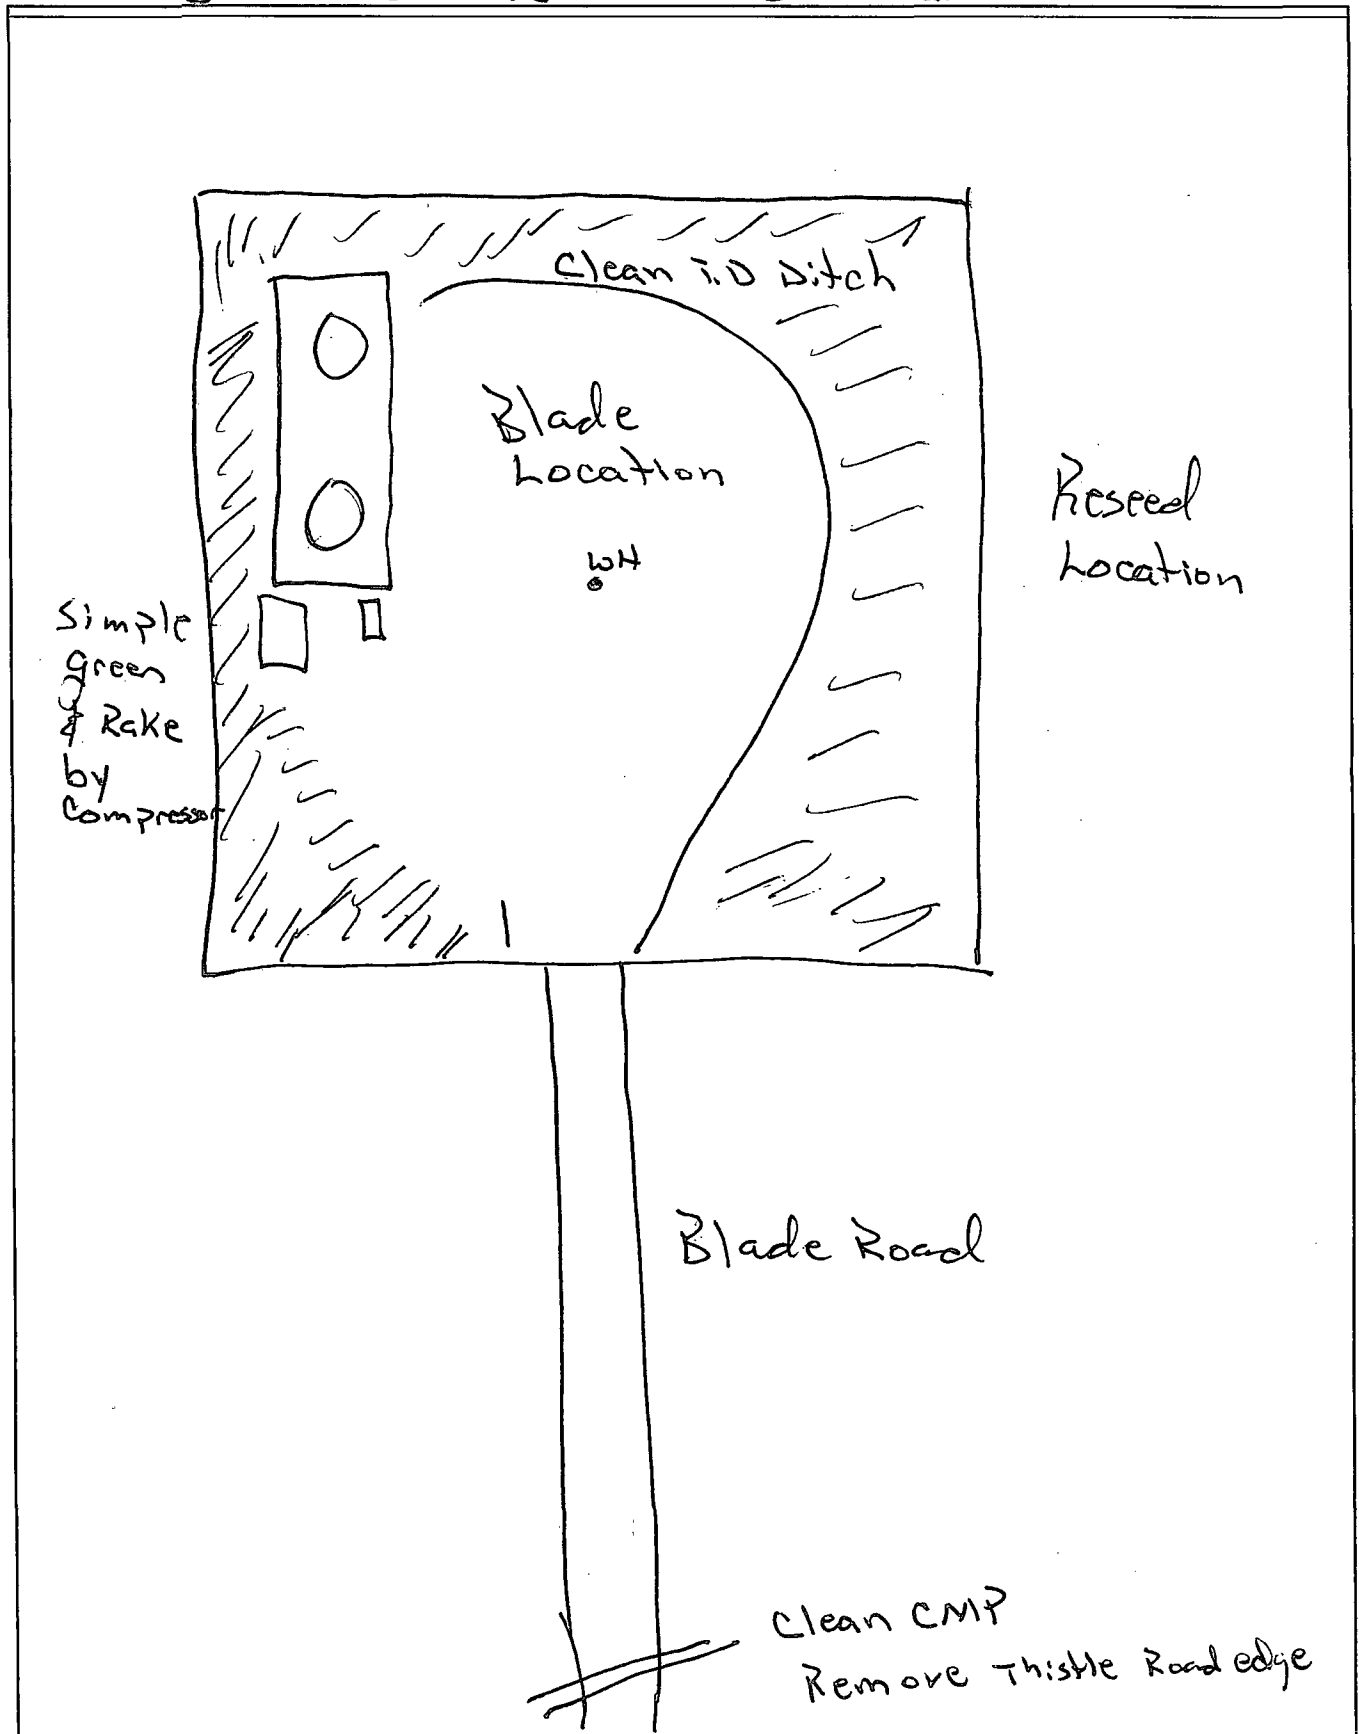 Clean I.D Ditch
Blade
Location
WH
Reseed
Location
Simple
green
& Rake
by
Compressor
Blade Road
Clean CMP
Remove Thistle Road edge